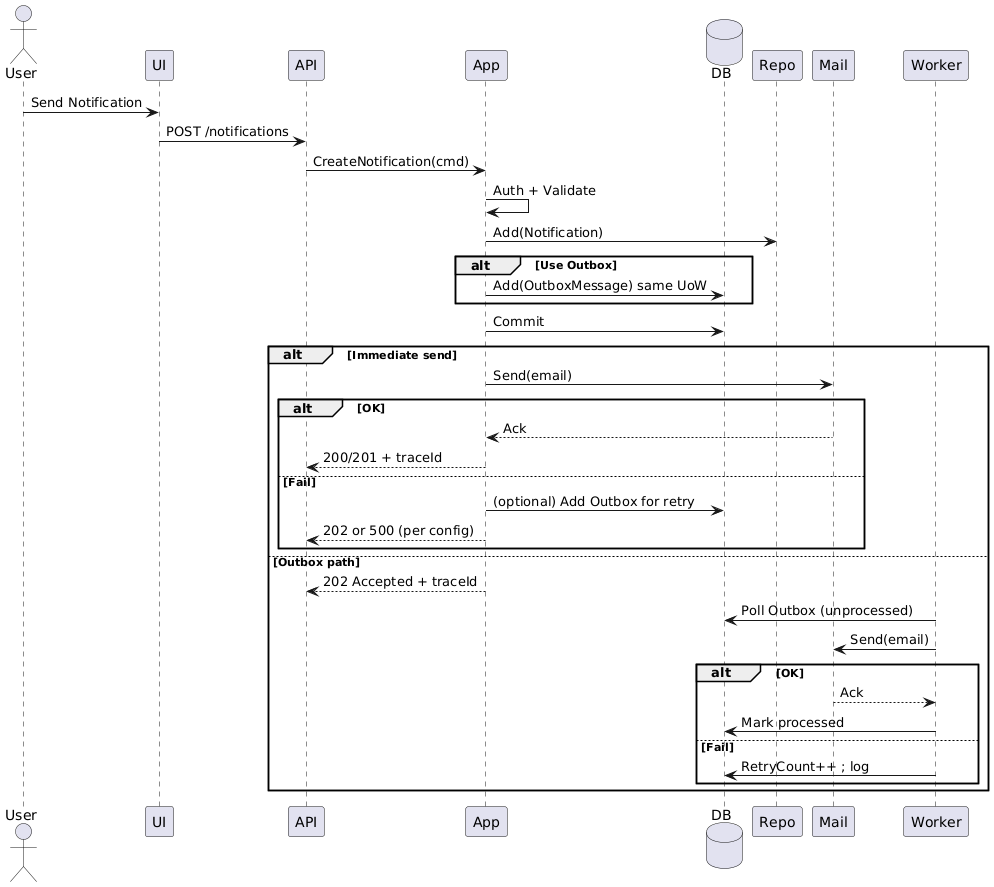 User
UI
API
App
DB
Repo
Mail
Worker
Send Notification
POST /notifications
CreateNotification(cmd)
Auth + Validate
Add(Notification)
alt [Use Outbox]
Add(OutboxMessage) same UoW
Commit
alt [Immediate send]
Send(email)
alt [OK]
Ack
200/201 + traceId
[Fail]
(optional) Add Outbox for retry
202 or 500 (per config)
[Outbox path]
202 Accepted + traceId
Poll Outbox (unprocessed)
Send(email)
alt [OK]
Ack
Mark processed
[Fail]
RetryCount++ ; log
User
UI
API
App
DB
Repo
Mail
Worker